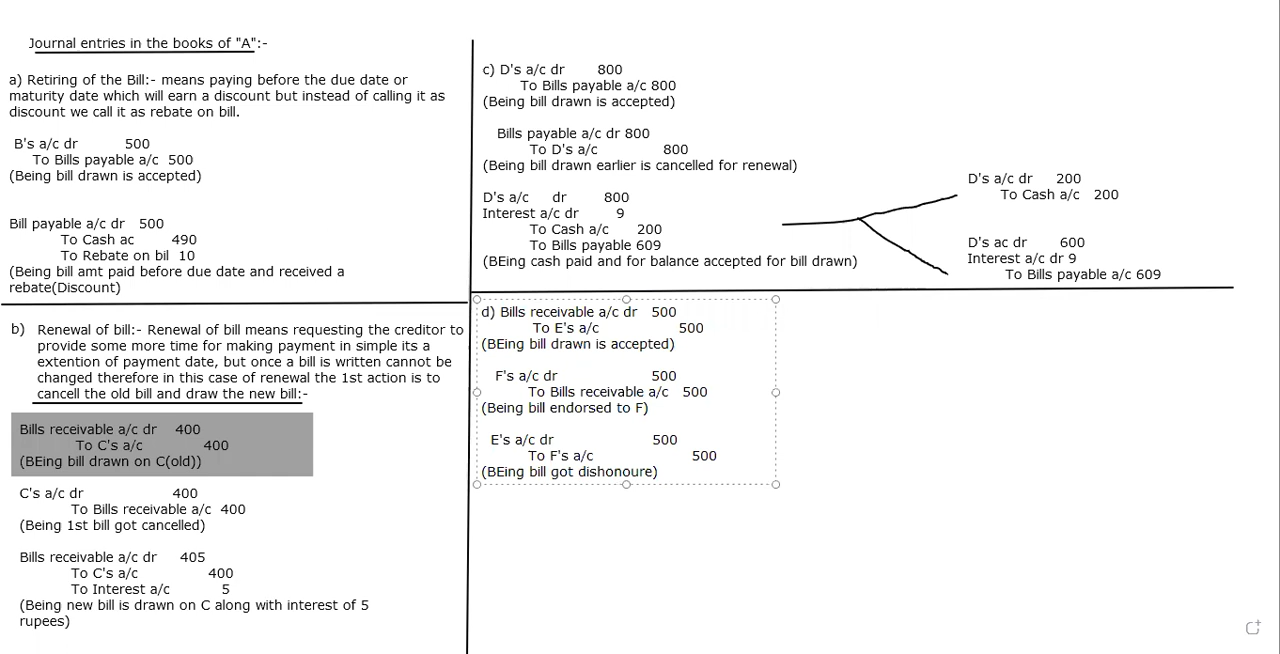 Journal entries in the books of "A":-
a) Retiring of the Bill:- means paying before the due date or
maturity date which will earn a discount but instead of calling it as
discount we call it as rebate on bill.
B's a/c dr 500
To Bills payable a/c 500
(Being bill drawn is accepted)
Bill payable a/c dr 500
To Cash ac 490
To Rebate on bil 10
(Being bill amt paid before due date and received a
rebate(Discount)
b) Renewal of bill:- Renewal of bill means requesting the creditor to
provide some more time for making payment in simple its a
extention of payment date, but once a bill is written cannot be
changed therefore in this case of renewal the 1st action is to
cancell the old bill and draw the new bill:-
Bills receivable a/c dr 400
To C's a/c 400
(BEing bill drawn on C(old))
C's a/c dr 400
To Bills receivable a/c 400
(Being 1st bill got cancelled)
Bills receivable a/c dr 405
To C's a/c 400
To Interest a/c 5
(Being new bill is drawn on C along with interest of 5
rupees)
c) D's a/c dr 800
To Bills payable a/c 800
(Being bill drawn is accepted)
Bills payable a/c dr 800
To D's a/c 800
(Being bill drawn earlier is cancelled for renewal)
D's a/c dr 800
Interest a/c dr 9
To Cash a/c 200
To Bills payable 609
(BEing cash paid and for balance accepted for bill drawn)
D's a/c dr 200
To Cash a/c 200
D's ac dr 600
Interest a/c dr 9
To Bills payable a/c 609
d) Bills receivable a/c dr 500
To E's a/c 500
(BEing bill drawn is accepted)
F's a/c dr 500
To Bills receivable a/c 500
(Being bill endorsed to F)
E's a/c dr 500
To F's a/c 500
(BEing bill got dishonoure)